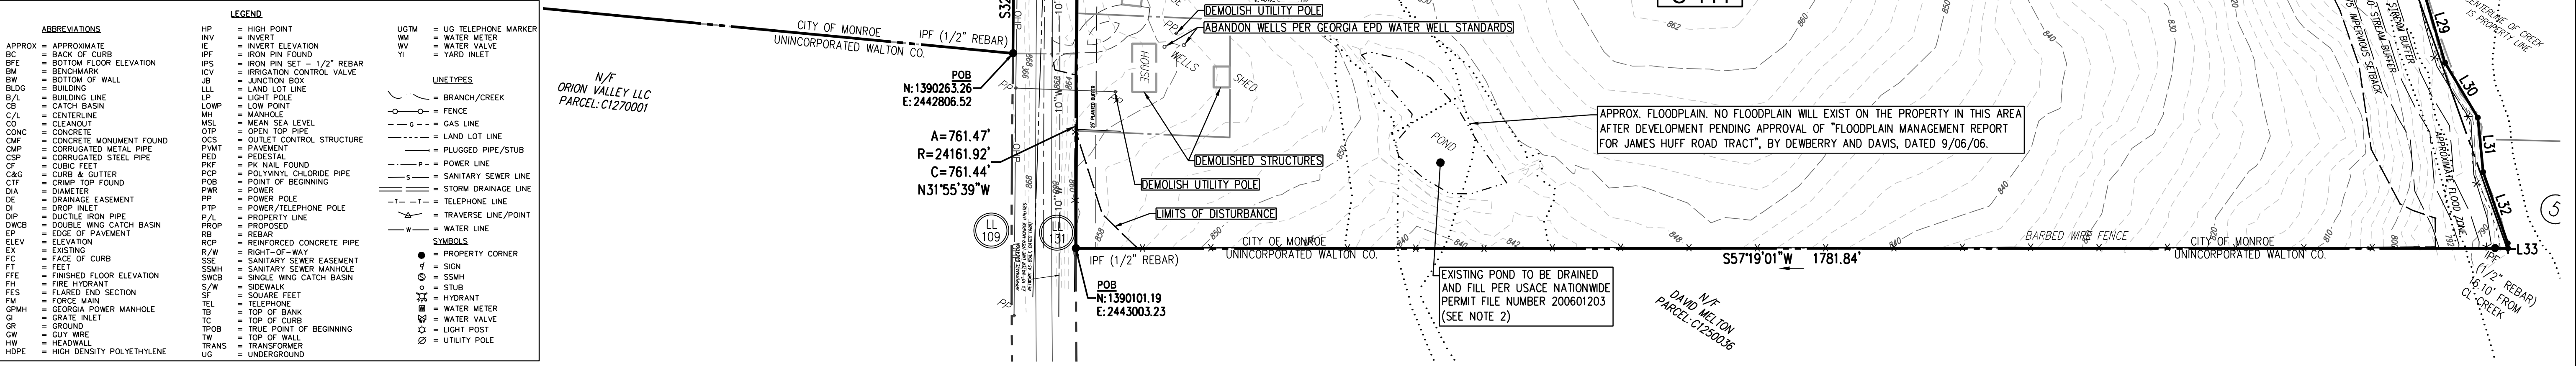 LEGEND
ABBREVIATIONS
APPROX = APPROXIMATE
BC = BACK OF CURB
BFE = BOTTOM FLOOR ELEVATION
BM = BENCHMARK
BW = BOTTOM OF WALL
BLDG = BUILDING
B/L = BUILDING LINE
CB = CATCH BASIN
C/L = CENTERLINE
CO = CLEANOUT
CONC = CONCRETE
CMF = CONCRETE MONUMENT FOUND
CMP = CORRUGATED METAL PIPE
CSP = CORRUGATED STEEL PIPE
CF = CUBIC FEET
C&G = CURB & GUTTER
CTF = CRIMP TOP FOUND
DIA = DIAMETER
DE = DRAINAGE EASEMENT
DI = DROP INLET
DIP = DUCTILE IRON PIPE
DWCB = DOUBLE WING CATCH BASIN
EP = EDGE OF PAVEMENT
ELEV = ELEVATION
EX = EXISTING
FC = FACE OF CURB
FT = FEET
FFE = FINISHED FLOOR ELEVATION
FH = FIRE HYDRANT
FES = FLARED END SECTION
FM = FORCE MAIN
GPMH = GEORGIA POWER MANHOLE
GI = GRATE INLET
GR = GROUND
GW = GUY WIRE
HW = HEADWALL
HDPE = HIGH DENSITY POLYETHYLENE
HP = HIGH POINT
INV = INVERT
IE = INVERT ELEVATION
IPF = IRON PIN FOUND
IPS = IRON PIN SET - 1/2" REBAR
ICV = IRRIGATION CONTROL VALVE
JB = JUNCTION BOX
LLL = LAND LOT LINE
LP = LIGHT POLE
LOWP = LOW POINT
MH = MANHOLE
MSL = MEAN SEA LEVEL
OTP = OPEN TOP PIPE
OCS = OUTLET CONTROL STRUCTURE
PVMT = PAVEMENT
PED = PEDESTAL
PKF = PK NAIL FOUND
PCP = POLYVINYL CHLORIDE PIPE
POB = POINT OF BEGINNING
PWR = POWER
PP = POWER POLE
PTP = POWER/TELEPHONE POLE
P/L = PROPERTY LINE
PROP = PROPOSED
RB = REBAR
RCP = REINFORCED CONCRETE PIPE
R/W = RIGHT-OF-WAY
SSE = SANITARY SEWER EASEMENT
SSMH = SANITARY SEWER MANHOLE
SWCB = SINGLE WING CATCH BASIN
S/W = SIDEWALK
SF = SQUARE FEET
TEL = TELEPHONE
TB = TOP OF BANK
TC = TOP OF CURB
TPOB = TRUE POINT OF BEGINNING
TW = TOP OF WALL
TRANS = TRANSFORMER
UG = UNDERGROUND
UGTM = UG TELEPHONE MARKER
WM = WATER METER
WV = WATER VALVE
YI = YARD INLET
LINETYPES
= BRANCH/CREEK
= FENCE
G = GAS LINE
= LAND LOT LINE
= PLUGGED PIPE/STUB
P = POWER LINE
S = SANITARY SEWER LINE
= STORM DRAINAGE LINE
T T = TELEPHONE LINE
= TRAVERSE LINE/POINT
W = WATER LINE
SYMBOLS
= PROPERTY CORNER
= SIGN
S = SSMH
= STUB
= HYDRANT
= WATER METER
= WATER VALVE
= LIGHT POST
= UTILITY POLE
CITY OF MONROE
UNINCORPORATED WALTON CO.
IPF (1/2" REBAR)
N/F
ORION VALLEY LLC
PARCEL: C1270001
POB
N: 1390263.26
E: 2442806.52
A=761.47'
R=24161.92'
C=761.44'
N31°55'39"W
LL
109
LL
131
DEMOLISH UTILITY POLE
ABANDON WELLS PER GEORGIA EPD WATER WELL STANDARDS
HOUSE
WELLS
SHED
25' PLANTED BUFFER
DEMOLISHED STRUCTURES
DEMOLISH UTILITY POLE
LIMITS OF DISTURBANCE
CITY OF MONROE
UNINCORPORATED WALTON CO.
IPF (1/2" REBAR)
POB
N: 1390101.19
E: 2443003.23
POND
APPROX. FLOODPLAIN. NO FLOODPLAIN WILL EXIST ON THE PROPERTY IN THIS AREA
AFTER DEVELOPMENT PENDING APPROVAL OF "FLOODPLAIN MANAGEMENT REPORT
FOR JAMES HUFF ROAD TRACT", BY DEWBERRY AND DAVIS, DATED 9/06/06.
EXISTING POND TO BE DRAINED
AND FILL PER USACE NATIONWIDE
PERMIT FILE NUMBER 200601203
(SEE NOTE 2)
N/F
DAVID MELTON
PARCEL: C1250036
S57°19'01"W 1781.84'
BARBED WIRE FENCE
CITY OF MONROE
UNINCORPORATED WALTON CO.
APPROXIMATE FLOOD ZONE
STREAM BUFFER
IMPERVIOUS SETBACK
CENTERLINE OF CREEK
IS PROPERTY LINE
L29
L30
L31
L32
L33
5
IPF
(1/2" REBAR)
6.10' FROM
CL CREEK